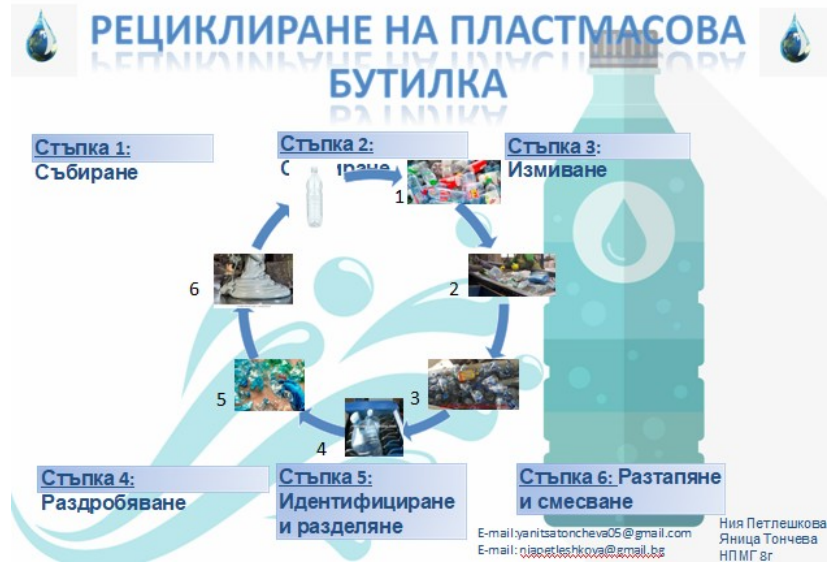 РЕЦИКЛИРАНЕ НА ПЛАСТМАСОВА
БУТИЛКА
Стъпка 1:
Събиране
Стъпка 2:
Стъпка 3:
Измиване
1
2
3
4
5
6
Стъпка 4:
Раздробяване
Стъпка 5:
Идентифициране
и разделяне
Стъпка 6: Разтапяне
и смесване
E-mail:yanitsatoncheva05@gmail.com
E-mail: niapetleshkova@gmail.bg
Ния Петлешкова
Яница Тончева
НПМГ 8г